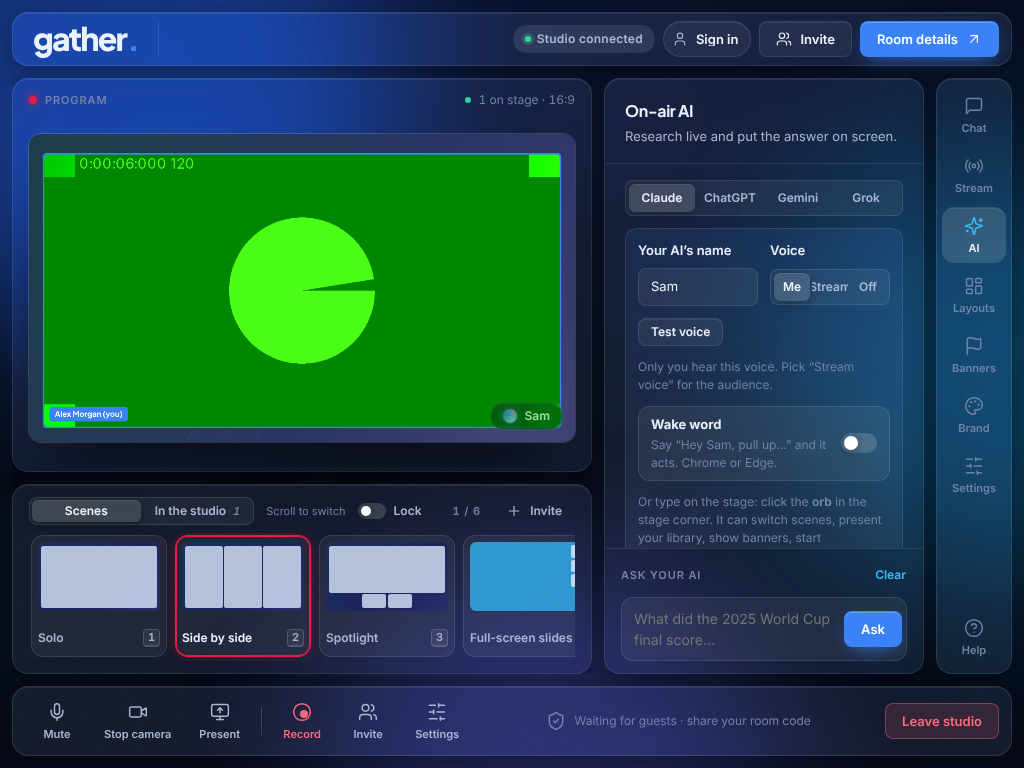 gather.
Studio connected
Sign in
Invite
Room details
PROGRAM
1 on stage · 16:9
0:00:06:000 120
Alex Morgan (you)
Sam
Scenes
In the studio 1
Scroll to switch
Lock
1 / 6
Invite
Solo
1
Side by side
2
Spotlight
3
Full-screen slides
On-air AI
Research live and put the answer on screen.
Claude
ChatGPT
Gemini
Grok
Your AI's name
Voice
Sam
Me
Stream
Off
Test voice
Only you hear this voice. Pick “Stream
voice” for the audience.
Wake word
Say “Hey Sam, pull up…” and it
acts. Chrome or Edge.
Or type on the stage: click the orb in the
stage corner. It can switch scenes, present
your library, show banners, start
ASK YOUR AI
Clear
What did the 2025 World Cup
final score...
Ask
Chat
Stream
AI
Layouts
Banners
Brand
Settings
Help
Mute
Stop camera
Present
Record
Invite
Settings
Waiting for guests · share your room code
Leave studio